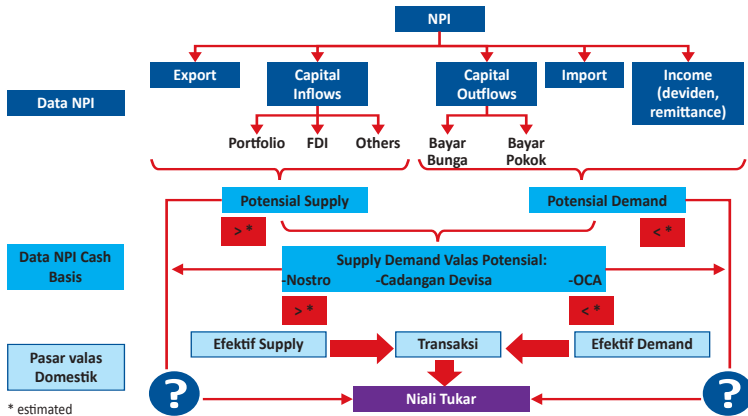 NPI
Export
Capital
Inflows
Capital
Outflows
Import
Income
(deviden,
remittance)
Data NPI
Portfolio
FDI
Others
Bayar
Bunga
Bayar
Pokok
Potensial Supply
Potensial Demand
> *
< *
Data NPI Cash
Basis
Supply Demand Valas Potensial:
-Nostro -Cadangan Devisa -OCA
> *
< *
Pasar valas
Domestik
Efektif Supply
Transaksi
Efektif Demand
?
Niali Tukar
?
* estimated